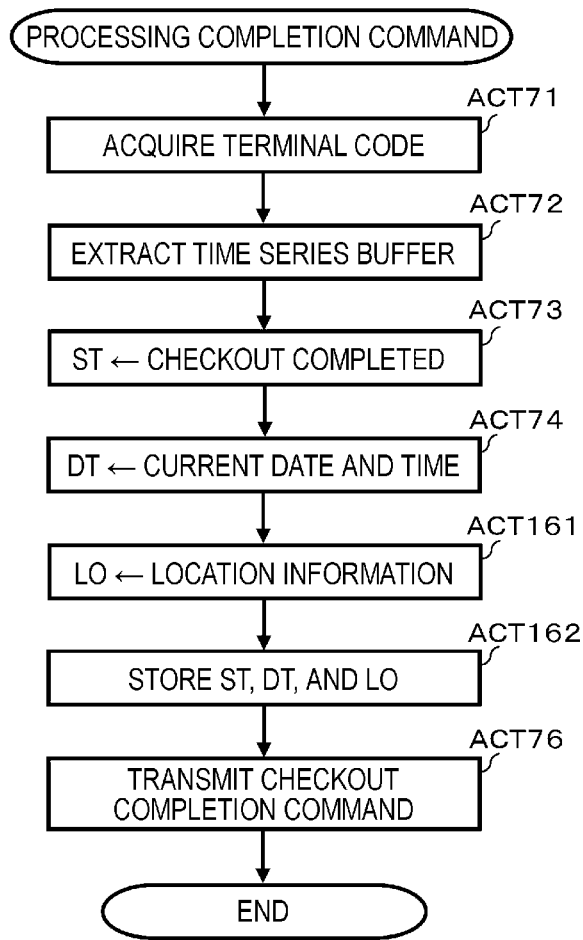 PROCESSING COMPLETION COMMAND
ACT71
ACQUIRE TERMINAL CODE
ACT72
EXTRACT TIME SERIES BUFFER
ACT73
ST ← CHECKOUT COMPLETED
ACT74
DT ← CURRENT DATE AND TIME
ACT161
LO ← LOCATION INFORMATION
ACT162
STORE ST, DT, AND LO
ACT76
TRANSMIT CHECKOUT
COMPLETION COMMAND
END